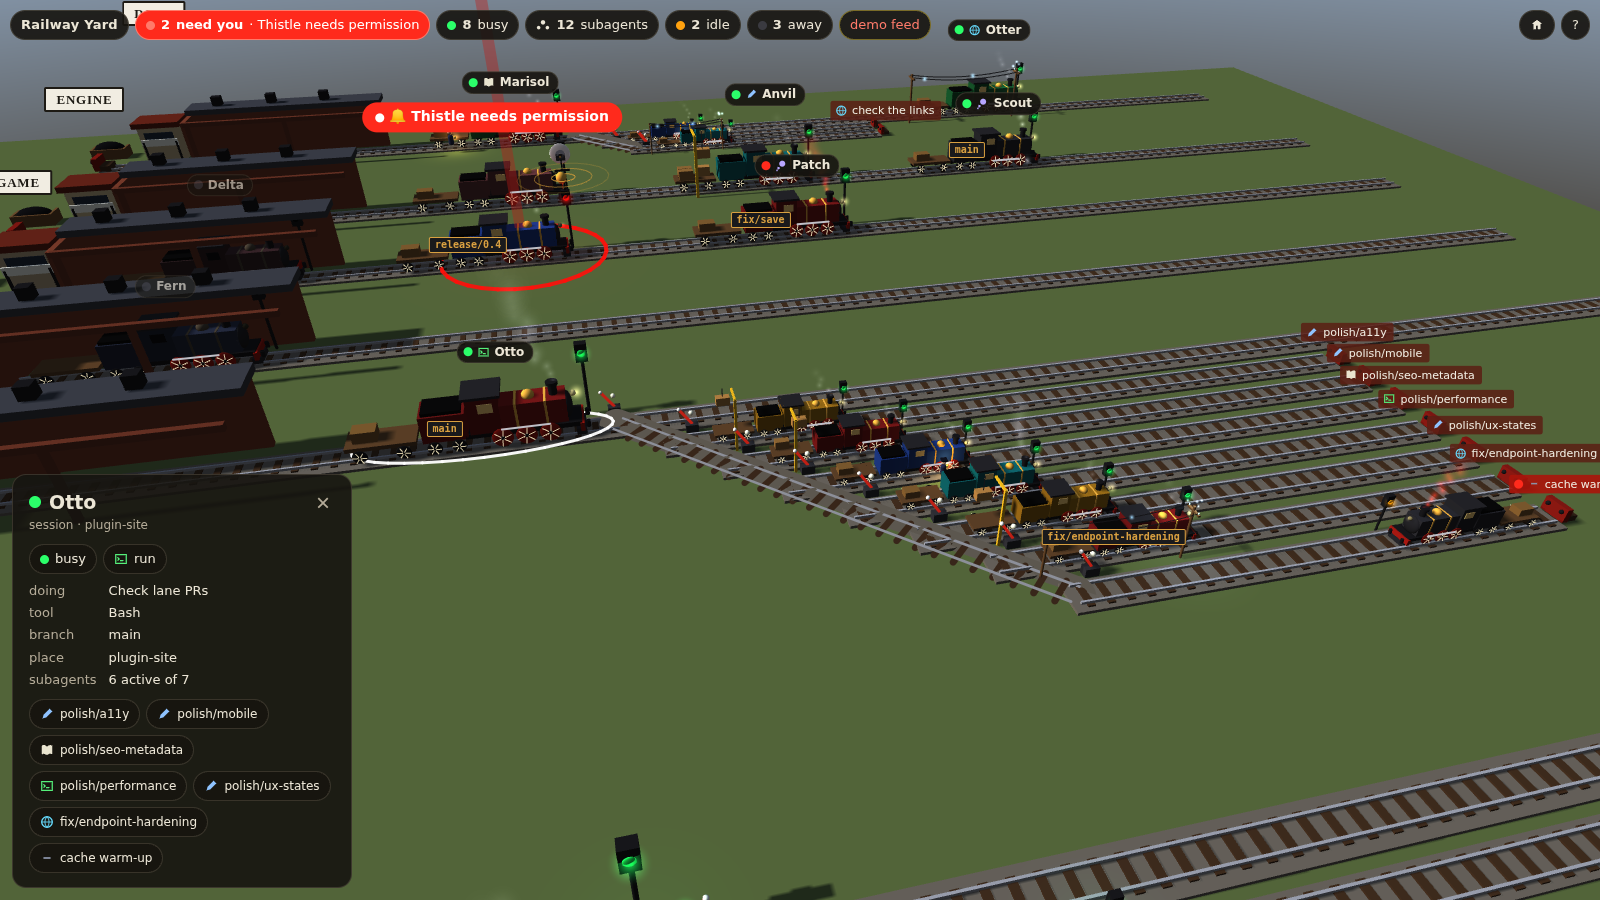 Railway Yard
2 need you · Thistle needs permission
8 busy
12 subagents
2 idle
3 away
demo feed
?
Otter
ENGINE
Marisol
Anvil
Thistle needs permission
check the links
Scout
main
Patch
GAME
Delta
fix/save
release/0.4
Fern
Otto
main
polish/a11y
polish/mobile
polish/seo-metadata
polish/performance
polish/ux-states
fix/endpoint-hardening
cache war
fix/endpoint-hardening
Otto
session · plugin-site
busy
run
doing Check lane PRs
tool Bash
branch main
place plugin-site
subagents 6 active of 7
polish/a11y
polish/mobile
polish/seo-metadata
polish/performance
polish/ux-states
fix/endpoint-hardening
cache warm-up